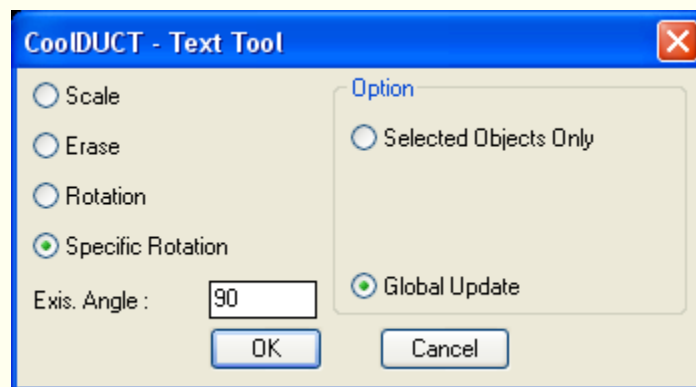 CoolDUCT - Text Tool
Scale
Erase
Rotation
Specific Rotation
Exis. Angle : 90
Option
Selected Objects Only
Global Update
OK Cancel